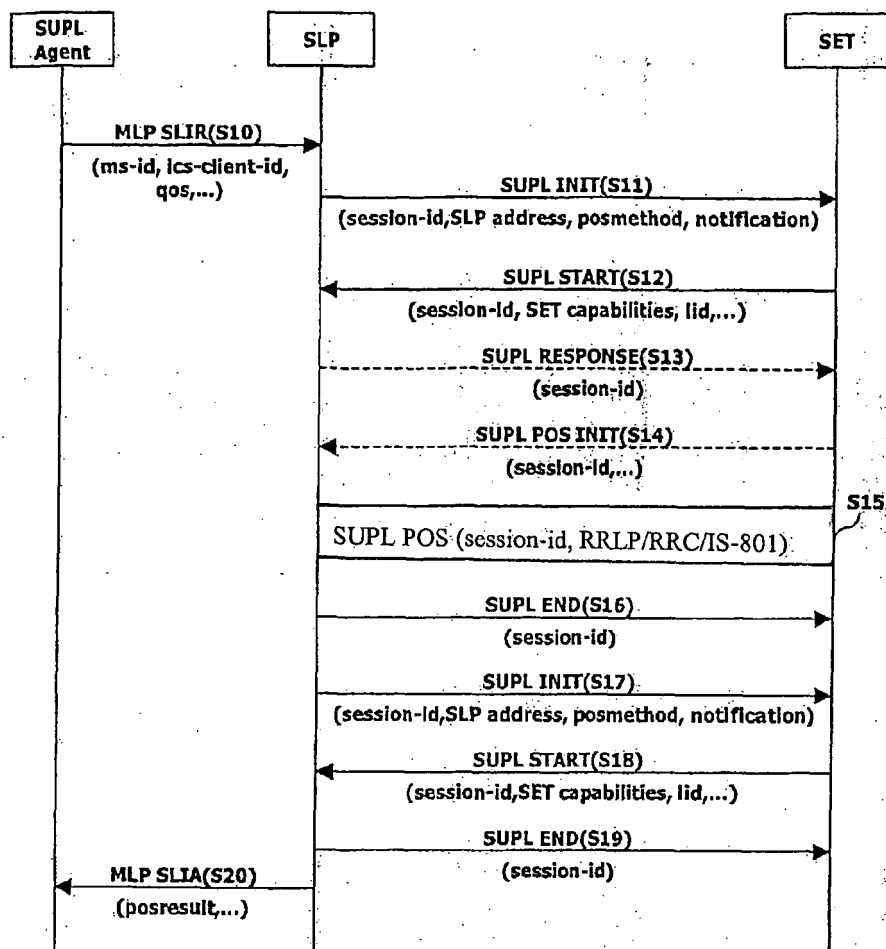 SUPL
Agent
SLP
SET
MLP SLIR(S10)
(ms-id, lcs-client-id,
qos,...)
SUPL INIT(S11)
(session-id,SLP address, posmethod, notification)
SUPL START(S12)
(session-id, SET capabilities, lid,...)
SUPL RESPONSE(S13)
(session-id)
SUPL POS INIT(S14)
(session-id,...)
S15
SUPL POS (session-id, RRLP/RRC/IS-801)
SUPL END(S16)
(session-id)
SUPL INIT(S17)
(session-id,SLP address, posmethod, notification)
SUPL START(S18)
(session-id,SET capabilities, lid,...)
SUPL END(S19)
(session-id)
MLP SLIA(S20)
(posresult,...)